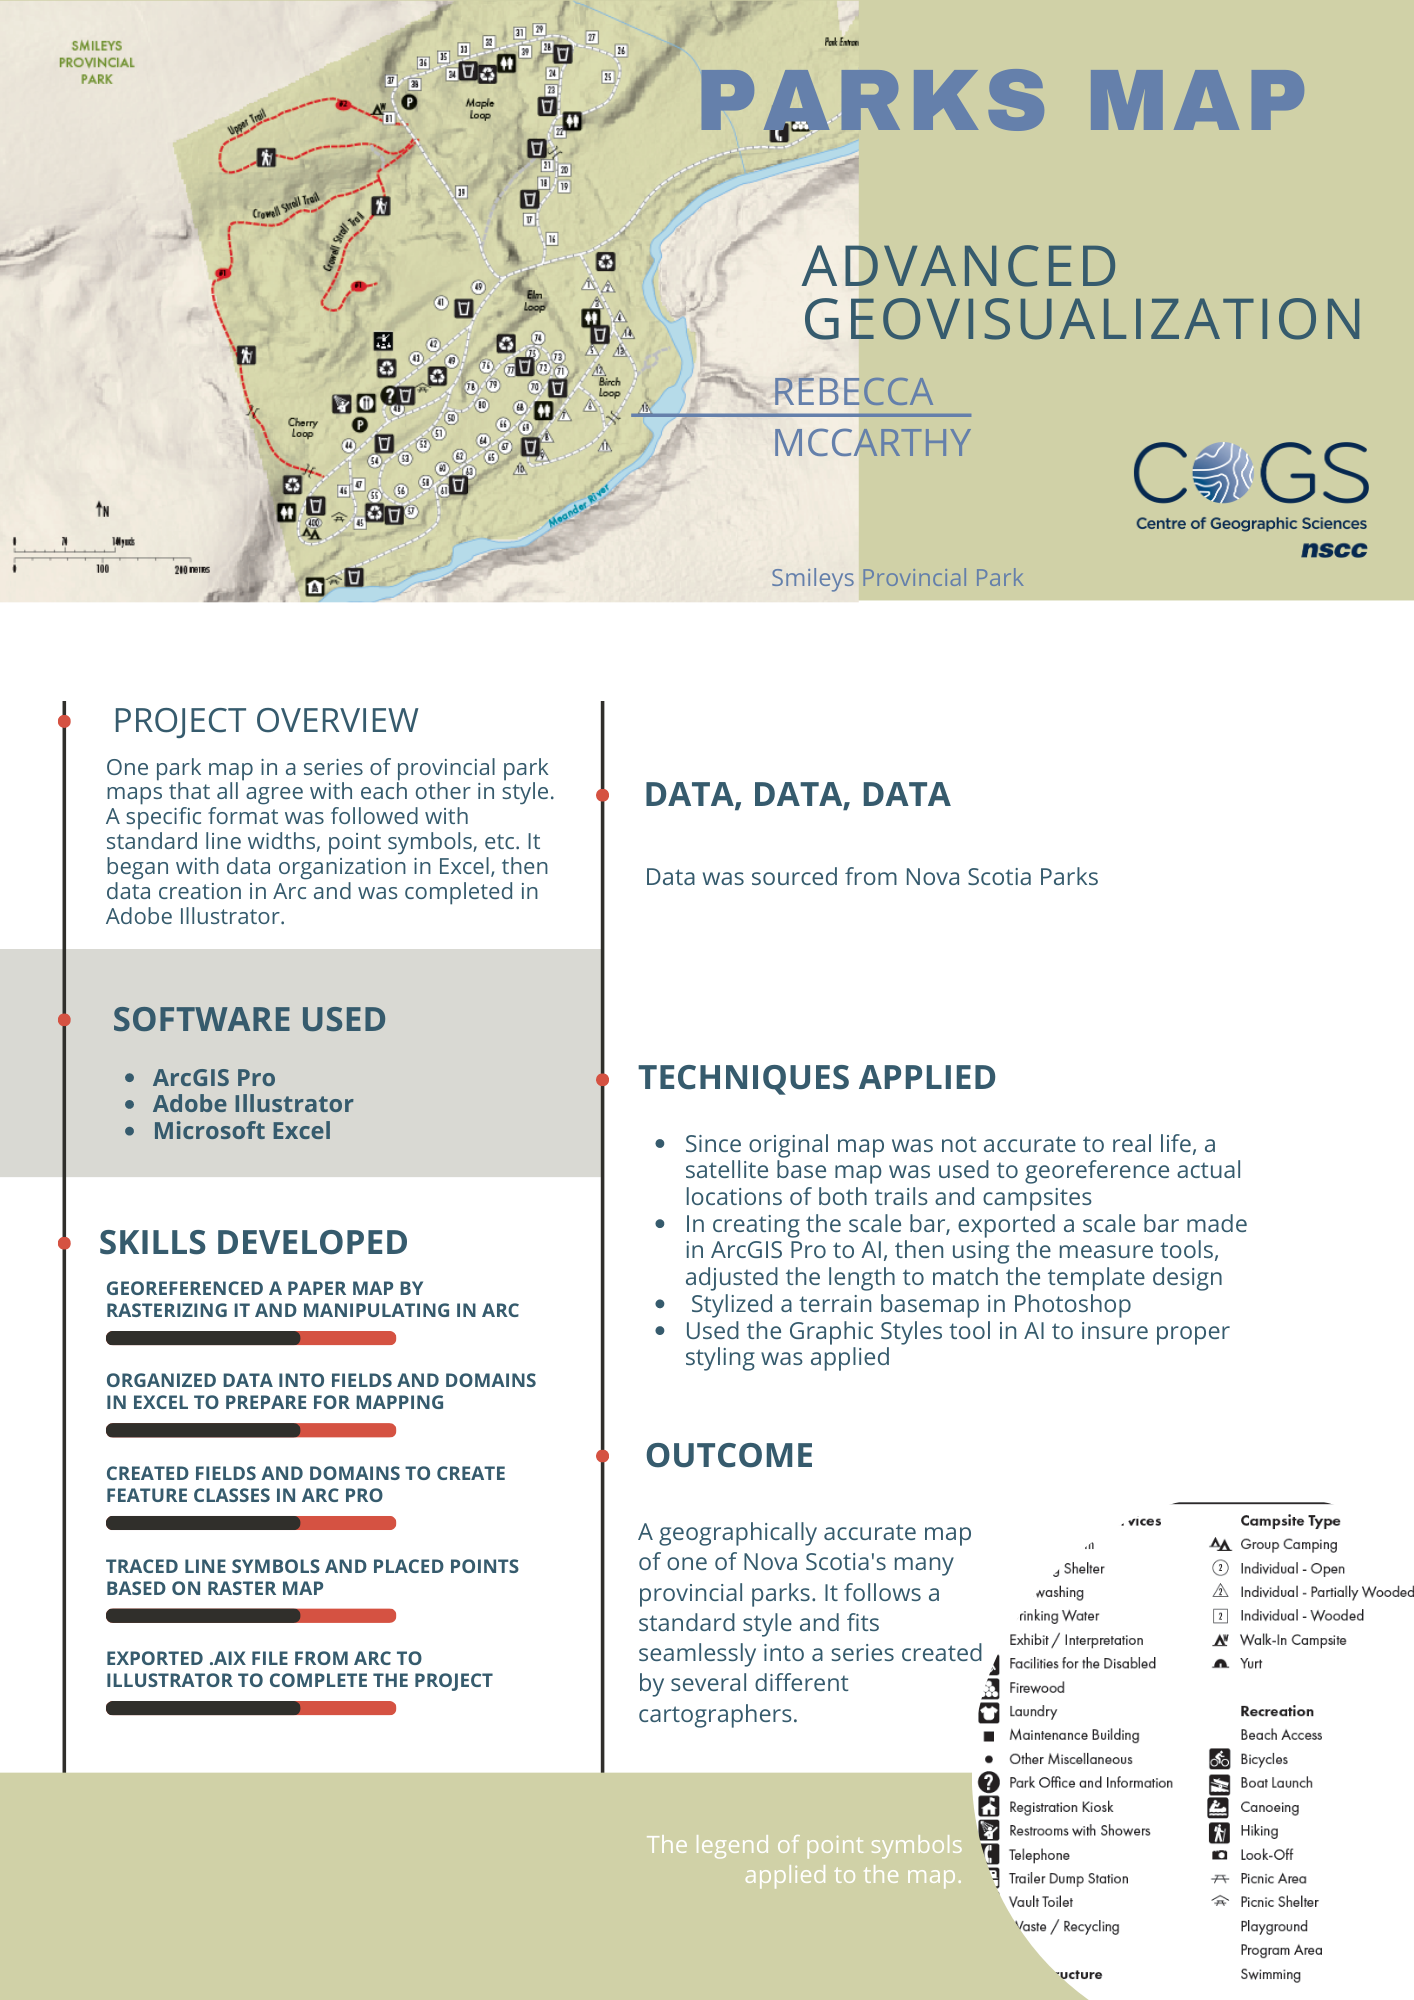 SMILEYS
PROVINCIAL
PARK
Upper Trail
#2
Crowell Stroll Trail
Crowell Stroll Trail
#1
#1
Maple
Loop
Elm
Loop
Birch
Loop
Cherry
Loop
Meander River
N
0 70 140 yards
0 100 200 metres
PARKS MAP
ADVANCED
GEOVISUALIZATION
REBECCA
MCCARTHY
COGS
Centre of Geographic Sciences
nscc
Smileys Provincial Park
PROJECT OVERVIEW
One park map in a series of provincial park
maps that all agree with each other in style.
A specific format was followed with
standard line widths, point symbols, etc. It
began with data organization in Excel, then
data creation in Arc and was completed in
Adobe Illustrator.
SOFTWARE USED
• ArcGIS Pro
• Adobe Illustrator
• Microsoft Excel
SKILLS DEVELOPED
GEOREFERENCED A PAPER MAP BY
RASTERIZING IT AND MANIPULATING IN ARC
ORGANIZED DATA INTO FIELDS AND DOMAINS
IN EXCEL TO PREPARE FOR MAPPING
CREATED FIELDS AND DOMAINS TO CREATE
FEATURE CLASSES IN ARC PRO
TRACED LINE SYMBOLS AND PLACED POINTS
BASED ON RASTER MAP
EXPORTED .AIX FILE FROM ARC TO
ILLUSTRATOR TO COMPLETE THE PROJECT
DATA, DATA, DATA
Data was sourced from Nova Scotia Parks
TECHNIQUES APPLIED
• Since original map was not accurate to real life, a
satellite base map was used to georeference actual
locations of both trails and campsites
• In creating the scale bar, exported a scale bar made
in ArcGIS Pro to AI, then using the measure tools,
adjusted the length to match the template design
• Stylized a terrain basemap in Photoshop
• Used the Graphic Styles tool in AI to insure proper
styling was applied
OUTCOME
A geographically accurate map
of one of Nova Scotia's many
provincial parks. It follows a
standard style and fits
seamlessly into a series created
by several different
cartographers.
The legend of point symbols
applied to the map.
vices
Shelter
washing
rinking Water
Exhibit / Interpretation
Facilities for the Disabled
Firewood
Laundry
Maintenance Building
Other Miscellaneous
Park Office and Information
Registration Kiosk
Restrooms with Showers
Telephone
Trailer Dump Station
Vault Toilet
Waste / Recycling
ucture
Campsite Type
Group Camping
Individual - Open
Individual - Partially Wooded
Individual - Wooded
Walk-In Campsite
Yurt
Recreation
Beach Access
Bicycles
Boat Launch
Canoeing
Hiking
Look-Off
Picnic Area
Picnic Shelter
Playground
Program Area
Swimming